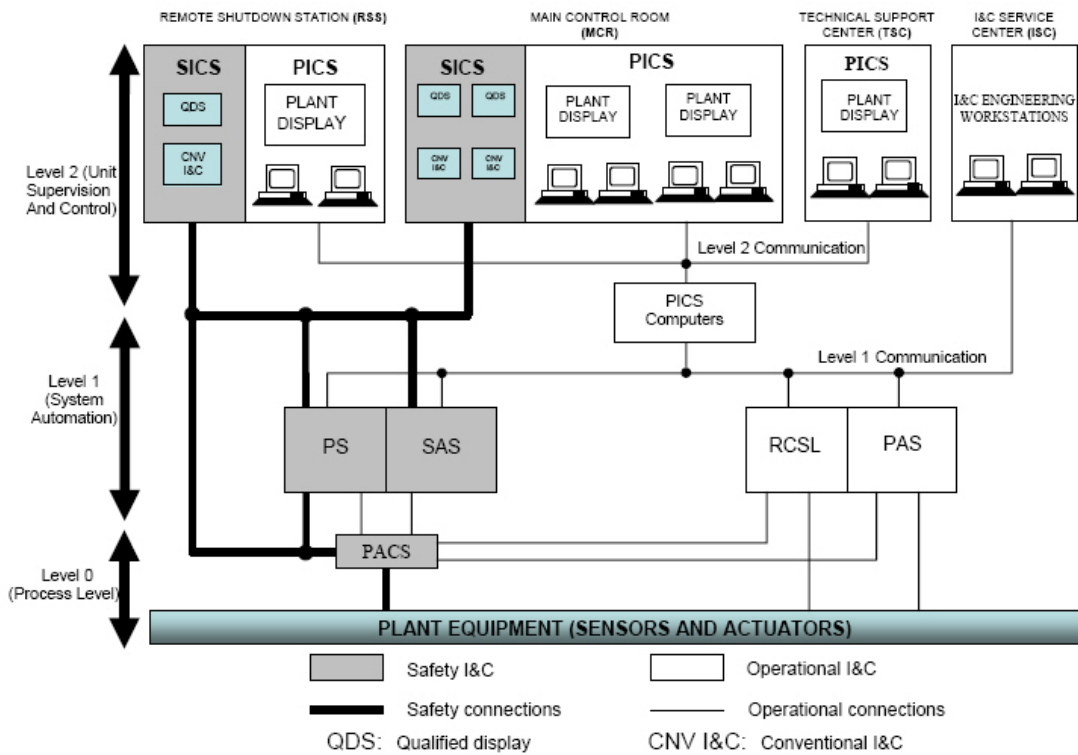 REMOTE SHUTDOWN STATION (RSS)
MAIN CONTROL ROOM
(MCR)
TECHNICAL SUPPORT
CENTER (TSC)
I&C SERVICE
CENTER (ISC)
SICS
QDS
CNV
I&C
PICS
PLANT
DISPLAY
SICS
QDS
QDS
CNV
I&C
CNV
I&C
PICS
PLANT
DISPLAY
PLANT
DISPLAY
PICS
PLANT
DISPLAY
I&C ENGINEERING
WORKSTATIONS
Level 2 (Unit
Supervision
And Control)
Level 2 Communication
PICS
Computers
Level 1 Communication
Level 1
(System
Automation)
PS
SAS
RCSL
PAS
PACS
Level 0
(Process Level)
PLANT EQUIPMENT (SENSORS AND ACTUATORS)
Safety I&C
Operational I&C
Safety connections
Operational connections
QDS: Qualified display
CNV I&C: Conventional I&C